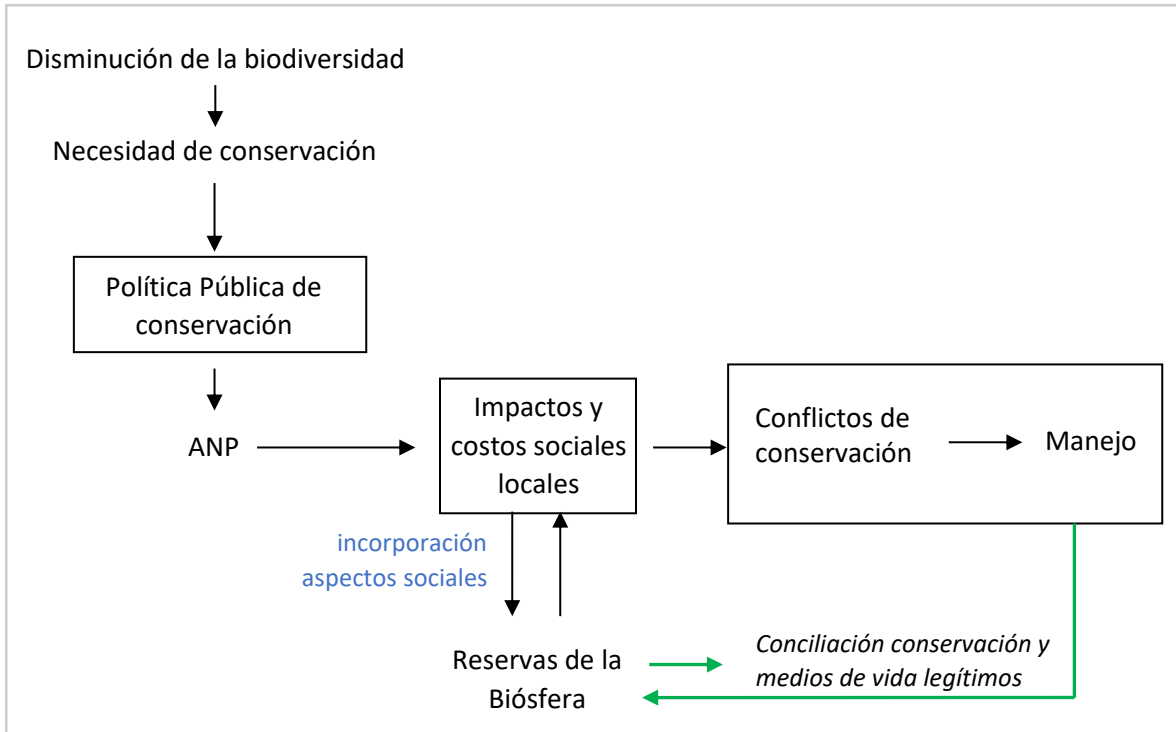 Disminución de la biodiversidad
Necesidad de conservación
Política Pública de
conservación
ANP
Impactos y
costos sociales
locales
Conflictos de
conservación
Manejo
incorporación
aspectos sociales
Reservas de la
Biósfera
Conciliación conservación y
medios de vida legítimos